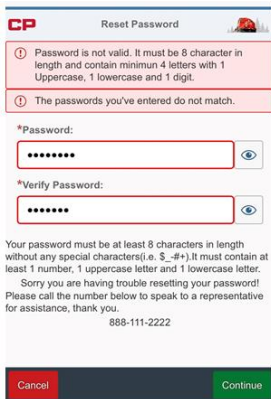 CP
Reset Password
Password is not valid. It must be 8 character in
length and contain minimun 4 letters with 1
Uppercase, 1 lowercase and 1 digit.
The passwords you've entered do not match.
*Password:
*Verify Password:
Your password must be at least 8 characters in length
without any special characters(i.e. $_-#+).It must contain at
least 1 number, 1 uppercase letter and 1 lowercase letter.
Sorry you are having trouble resetting your password!
Please call the number below to speak to a representative
for assistance, thank you.
888-111-2222
Cancel
Continue